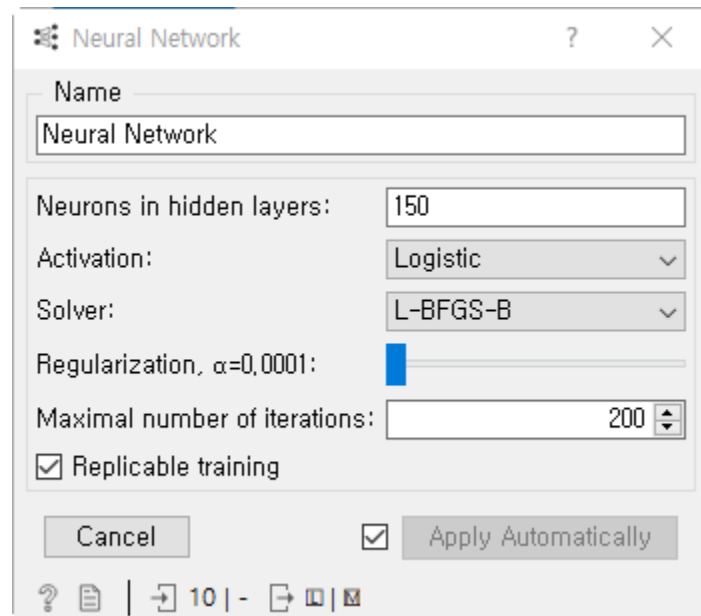 Neural Network
Name
Neural Network
Neurons in hidden layers: 150
Activation: Logistic
Solver: L-BFGS-B
Regularization, α=0,0001:
Maximal number of iterations: 200
Replicable training
Cancel Apply Automatically
? 10 | - L | M